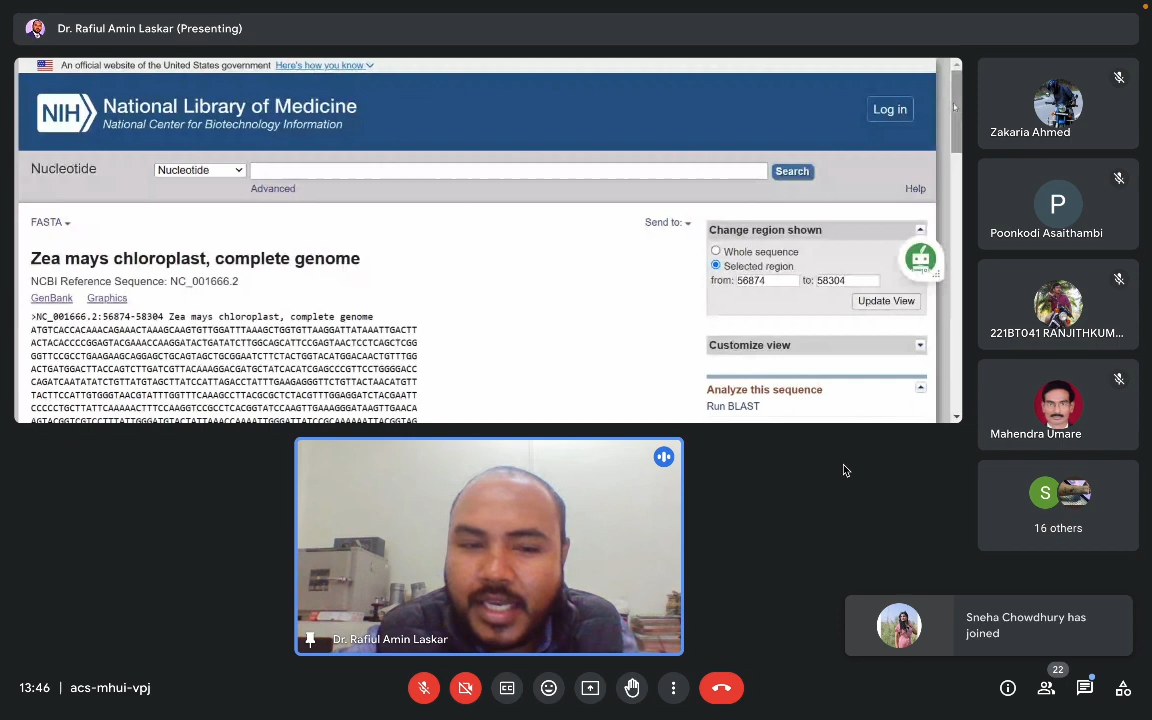 Dr. Rafiul Amin Laskar (Presenting)
An official website of the United States government Here's how you know
NIH National Library of Medicine
National Center for Biotechnology Information
Log in
Nucleotide
Nucleotide
Search
Advanced
Help
FASTA
Send to:
Zea mays chloroplast, complete genome
NCBI Reference Sequence: NC_001666.2
GenBank Graphics
>NC_001666.2:56874-58304 Zea mays chloroplast, complete genome
ATGTCACCACAAACAGAAACTAAAGCAAGTGTTGGATTTAAAGCTGGTGTTAAGGATTATAAATTGACTT
ACTACACCCCGGAGTACGAAACCAAGGATACTGATATCTTGGCAGCATTCCGAGTAACTCCTCAGCTCGG
GGTTCCGCCTGAAGAAGCAGGAGCTGCAGTAGCTGCGGAATCTTCTACTGGTACATGGACAACTGTTTGG
ACTGATGGACTTACCAGTCTTGATCGTTACAAAGGACGATGCTATCACATCGAGCCCGTTCCTGGGGACC
CAGATCAATATATCTGTTATGTAGCTTATCCATTAGACCTATTTGAAGAGGGTTCTGTTACTAACATGTT
TACTTCCATTGTGGGTAACGTATTTGGTTTCAAAGCCTTACGCGCTCTACGTTTGGAGGATCTACGAATT
CCCCCTGCTTATTCAAAAACTTTCCAAGGTCCGCCTCACGGTATCCAAGTTGAAAGGGATAAGTTGAACA
AGTACGGTCGTCCTTTATTGGGATGTACTATTAAACCAAAATTGGGATTATCCGCAAAAAATTACGGTAG
Change region shown
Whole sequence
Selected region
from: 56874 to: 58304
Update View
Customize view
Analyze this sequence
Run BLAST
Zakaria Ahmed
P
Poonkodi Asaithambi
221BT041 RANJITHKUM...
Mahendra Umare
S
16 others
Dr. Rafiul Amin Laskar
Sneha Chowdhury has
joined
13:46 | acs-mhui-vpj
22